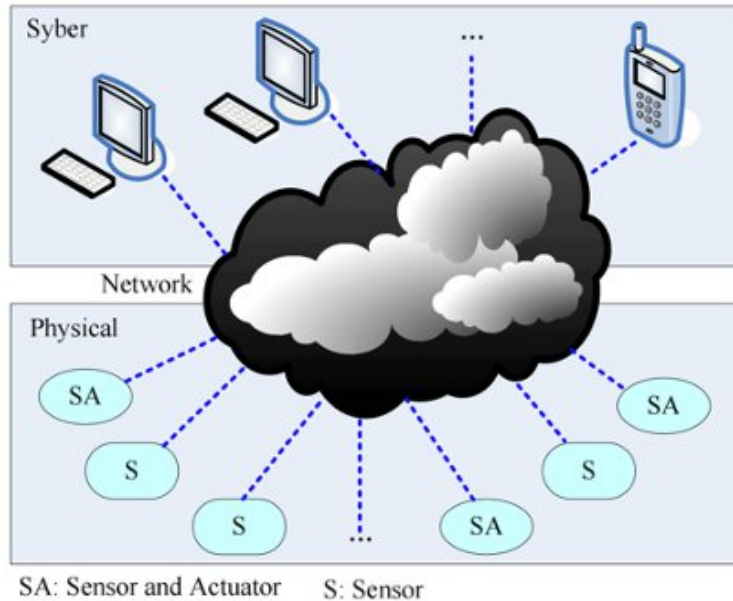 Syber
...
Network
Physical
SA
SA
S
S
S
SA
...
SA: Sensor and Actuator S: Sensor